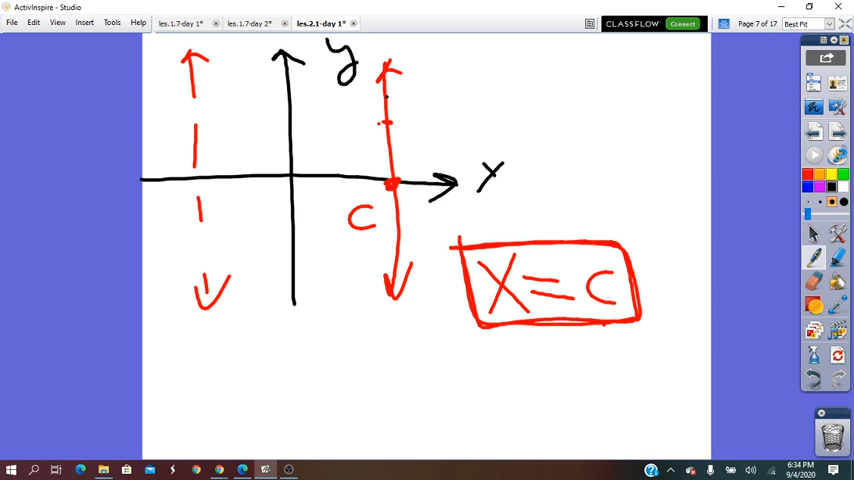 ActivInspire - Studio
File Edit View Insert Tools Help
les.1.7-day 1* les.1.7-day 2* les.2.1-day 1*
CLASSFLOW Connect
Page 7 of 17 Best Fit
y
x
C
X = C
6:34 PM
9/4/2020